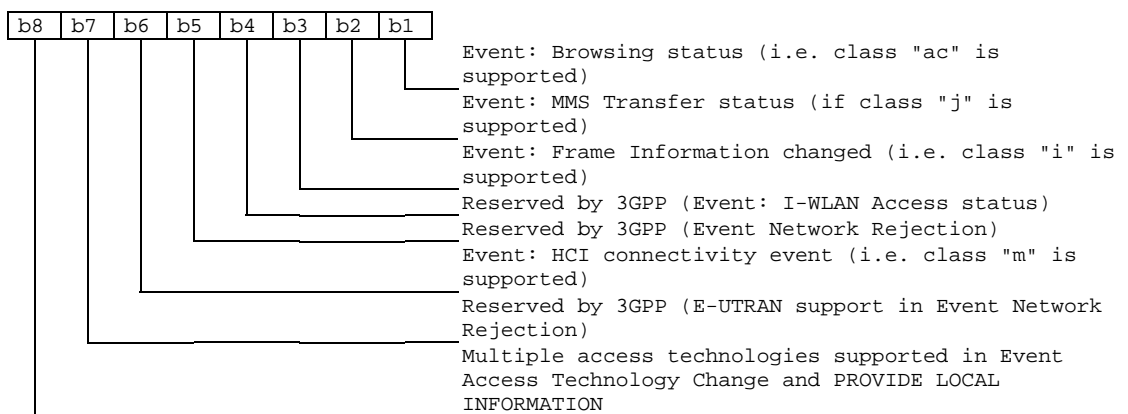 b8 b7 b6 b5 b4 b3 b2 b1
Event: Browsing status (i.e. class "ac" is
supported)
Event: MMS Transfer status (if class "j" is
supported)
Event: Frame Information changed (i.e. class "i" is
supported)
Reserved by 3GPP (Event: I-WLAN Access status)
Reserved by 3GPP (Event Network Rejection)
Event: HCI connectivity event (i.e. class "m" is
supported)
Reserved by 3GPP (E-UTRAN support in Event Network
Rejection)
Multiple access technologies supported in Event
Access Technology Change and PROVIDE LOCAL
INFORMATION